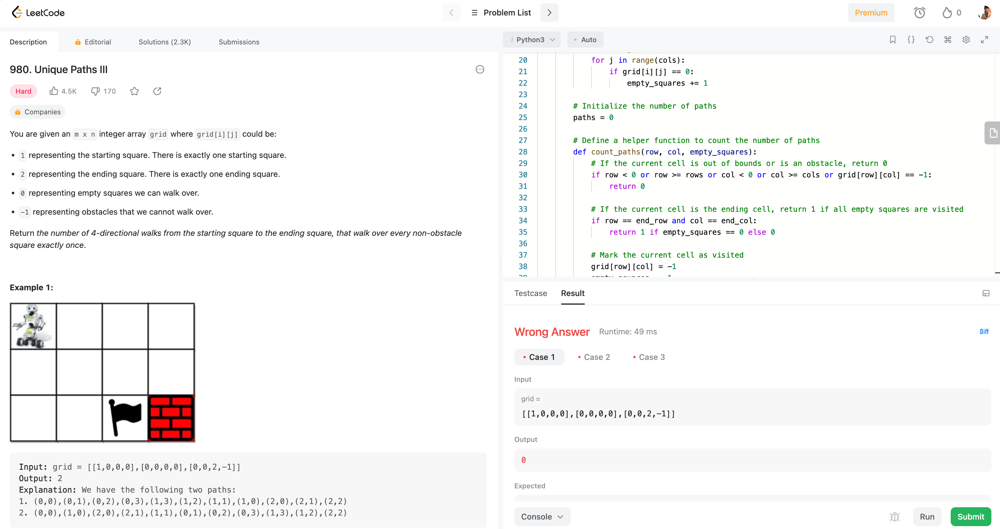 LeetCode
Problem List
Premium
0
Description
Editorial
Solutions (2.3K)
Submissions
980. Unique Paths III
Hard
4.5K
170
Companies
You are given an m x n integer array grid where grid[i][j] could be:
• 1 representing the starting square. There is exactly one starting square.
• 2 representing the ending square. There is exactly one ending square.
• 0 representing empty squares we can walk over.
• -1 representing obstacles that we cannot walk over.
Return the number of 4-directional walks from the starting square to the ending square, that walk over every non-obstacle
square exactly once.
Example 1:
Input: grid = [[1,0,0,0],[0,0,0,0],[0,0,2,-1]]
Output: 2
Explanation: We have the following two paths:
1. (0,0),(0,1),(0,2),(0,3),(1,3),(1,2),(1,1),(1,0),(2,0),(2,1),(2,2)
2. (0,0),(1,0),(2,0),(2,1),(1,1),(0,1),(0,2),(0,3),(1,3),(1,2),(2,2)
i Python3
• Auto
20 for j in range(cols):
21 if grid[i][j] == 0:
22 empty_squares += 1
23
24 # Initialize the number of paths
25 paths = 0
26
27 # Define a helper function to count the number of paths
28 def count_paths(row, col, empty_squares):
29 # If the current cell is out of bounds or is an obstacle, return 0
30 if row < 0 or row >= rows or col < 0 or col >= cols or grid[row][col] == -1:
31 return 0
32
33 # If the current cell is the ending cell, return 1 if all empty squares are visited
34 if row == end_row and col == end_col:
35 return 1 if empty_squares == 0 else 0
36
37 # Mark the current cell as visited
38 grid[row][col] = -1
Testcase
Result
Wrong Answer
Runtime: 49 ms
Diff
• Case 1
• Case 2
• Case 3
Input
grid =
[[1,0,0,0],[0,0,0,0],[0,0,2,-1]]
Output
0
Expected
Console
Run
Submit